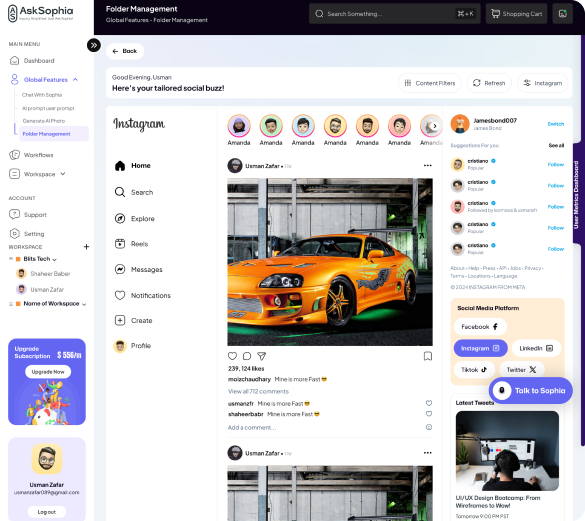 AskSophia
Inquiry Simplified: Just AskSophia
MAIN MENU
Dashboard
Global Features
Chat With Sophia
AI prompt user prompt
Generate AI Photo
Folder Management
Workflows
Workspace
ACCOUNT
Support
Setting
WORKSPACE +
Blits Tech
Shaheer Baber
Usman Zafar
Name of Workspace
Upgrade
Subscription
$ 556/m
Upgrade Now
Usman Zafar
usmanzafar089@gmail.com
Log out
Folder Management
Global Features - Folder Management
Search Something...
⌘+K
Shopping Cart
Back
Good Evening, Usman
Here's your tailored social buzz!
Content Filters
Refresh
Instagram
Instagram
Home
Search
Explore
Reels
Messages
Notifications
Create
Profile
Amanda Amanda Amanda Amanda Amanda Amanda Amanda
Usman Zafar •
239, 124 likes
moizchaudhary Mine is more Fast 😎
View all 712 comments
usmanzfr Mine is more Fast 😎
shaheerbabr Mine is more Fast 😎
Add a comment...
Usman Zafar •
jamesbond007
james Bond
Switch
Suggestions For you:
See all
cristiano
Popular
Follow
cristiano
Popular
Follow
cristiano
Followed by
Follow
cristiano
Popular
Follow
cristiano
Popular
Follow
About • Help • Press • API • Jobs • Privacy •
Terms • Locations • Language
© 2024 INSTAGRAM FROM META
Social Media Platform
Facebook
Instagram
LinkedIn
Tiktok
Twitter
Talk to Sophia
Latest Tweets
UI/UX Design Bootcamp: From
Wireframes to Wow!
Tomorrow 9:00 PM PST
User Metrics Dashboard